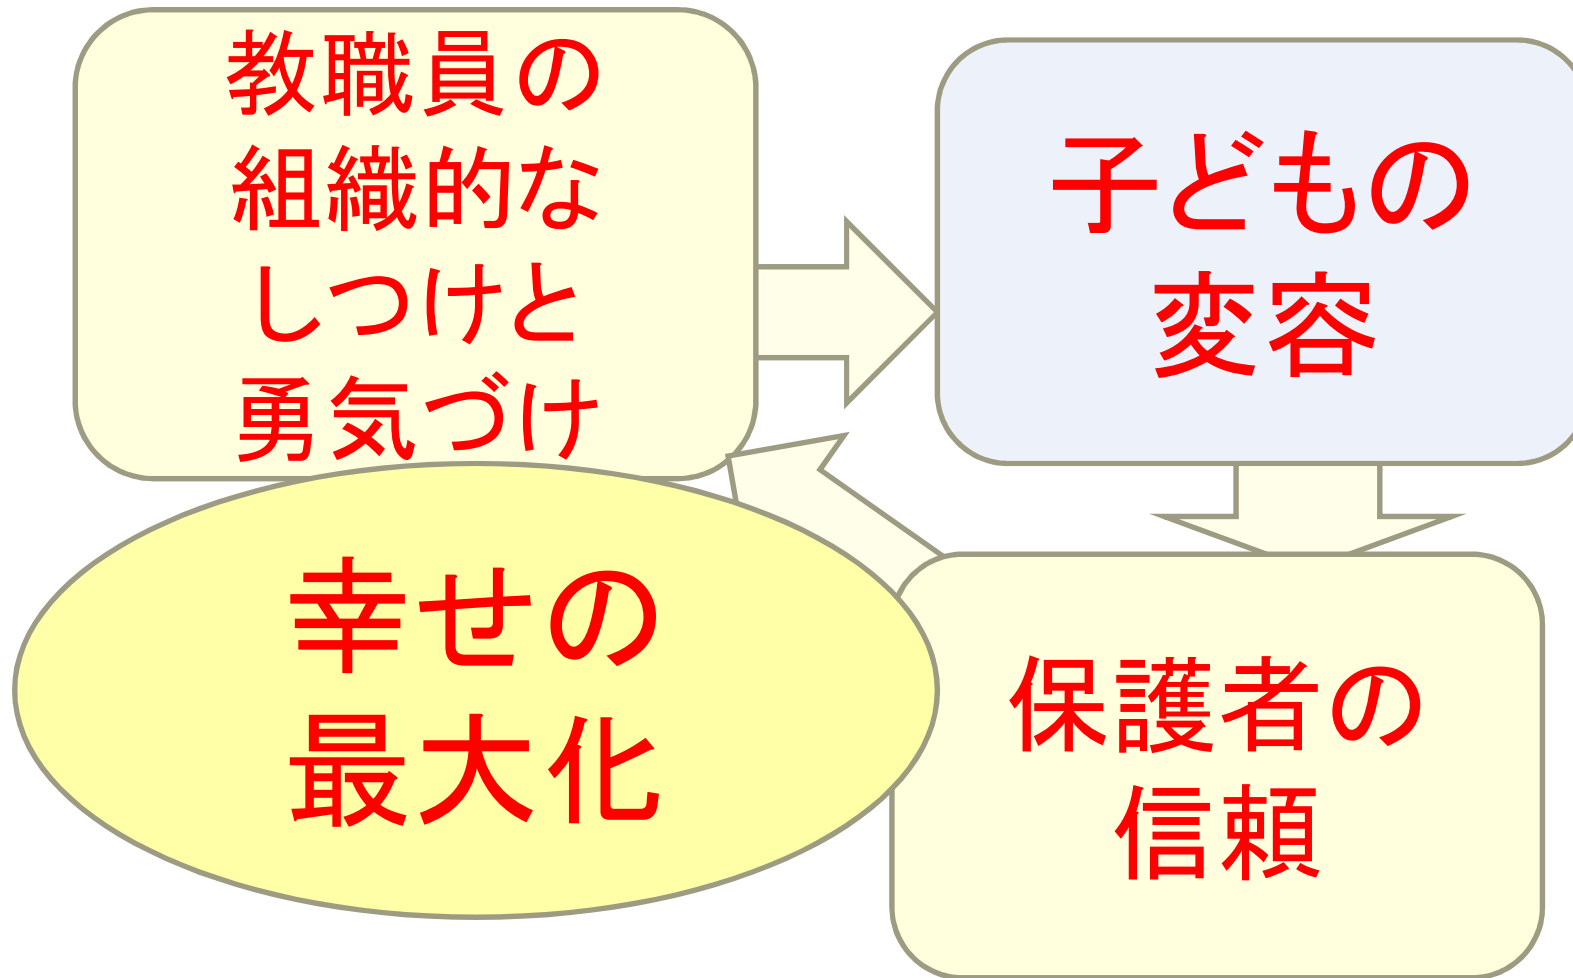 教職員の
組織的な
しつけと
勇気づけ
子どもの
変容
幸せの
最大化
保護者の
信頼